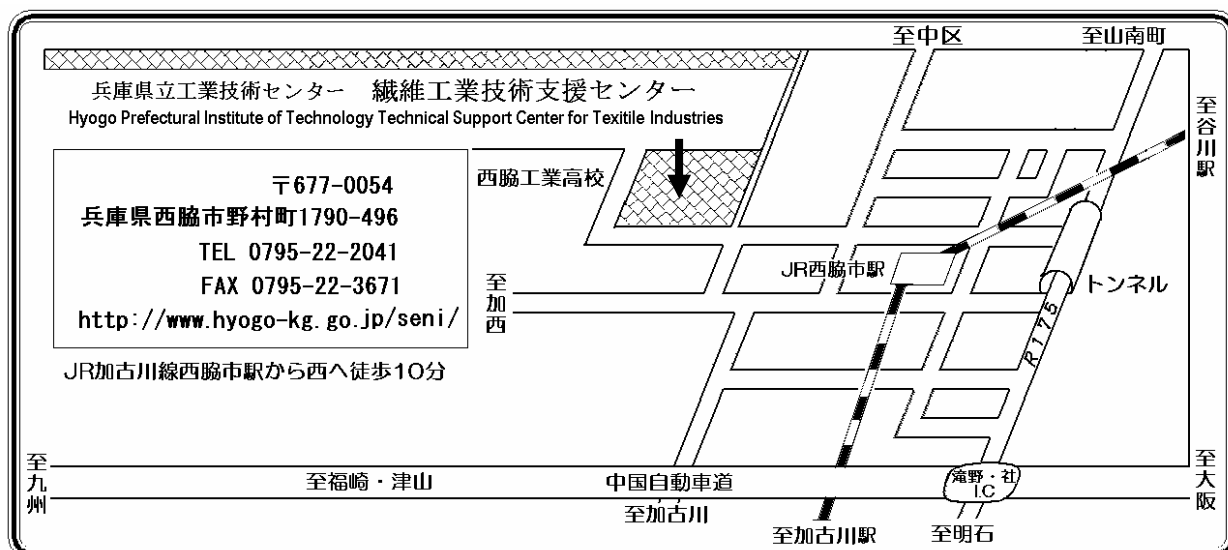 至中区
至山南町
兵庫県立工業技術センター 繊維工業技術支援センター
Hyogo Prefectural Institute of Technology Technical Support Center for Texitile Industries
至谷川駅
〒677-0054
兵庫県西脇市野村町1790-496
TEL 0795-22-2041
FAX 0795-22-3671
http://www.hyogo-kg.go.jp/seni/
西脇工業高校
JR西脇市駅
トンネル
至加西
R175
JR加古川線西脇市駅から西へ徒歩10分
至九州
至福崎・津山
中国自動車道
滝野・社
I.C
至大阪
至加古川
至加古川駅
至明石